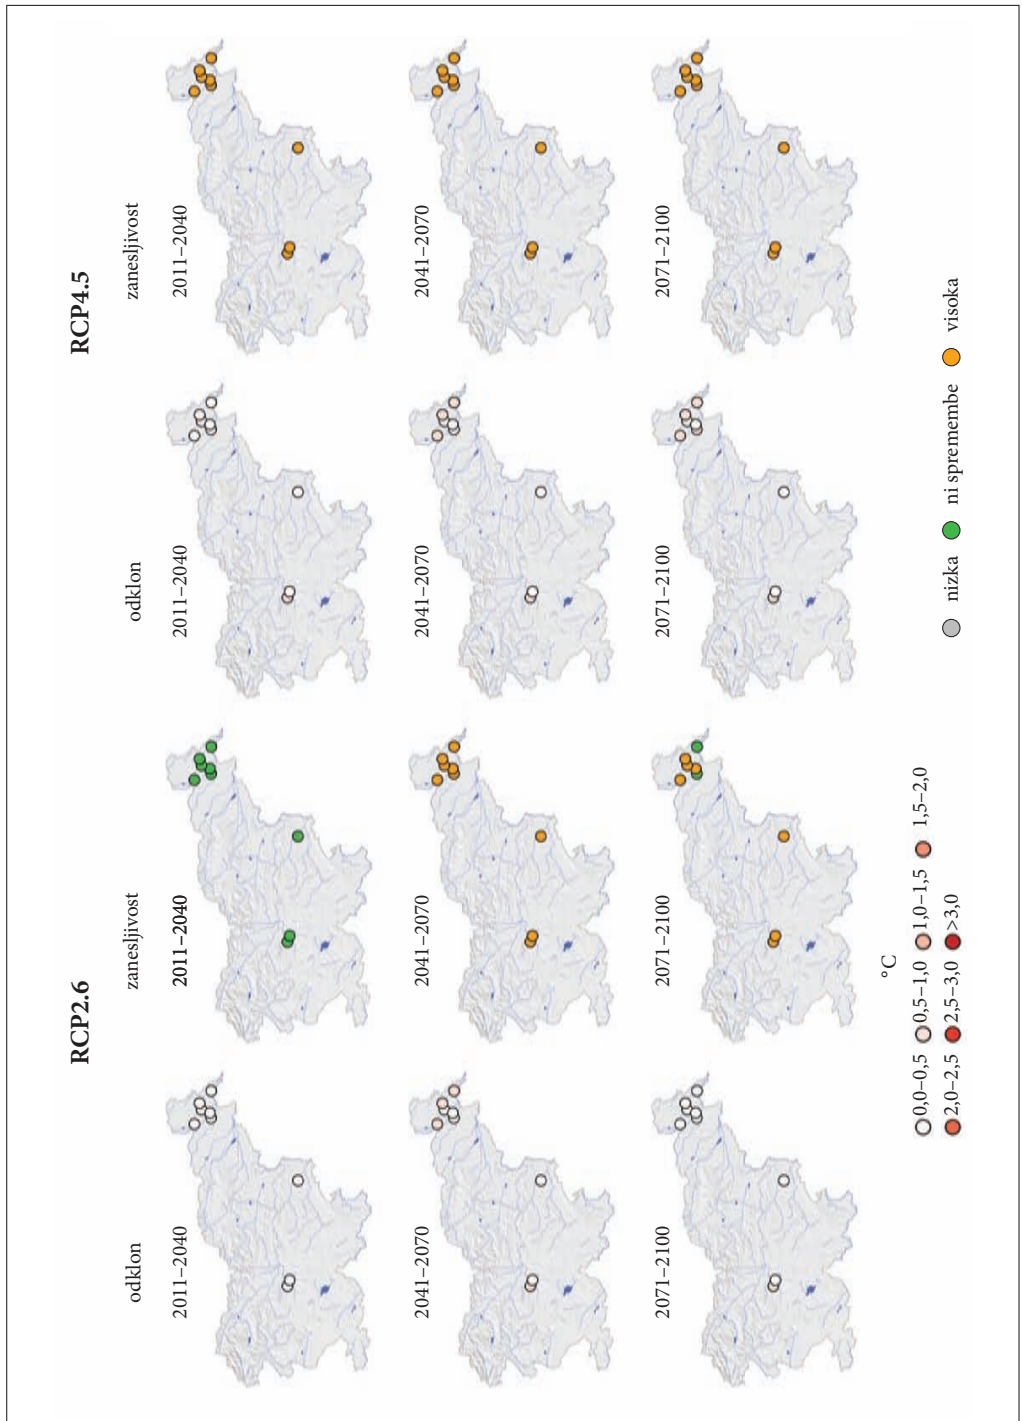 RCP2.6 RCP4.5
odklon zanesljivost odklon zanesljivost
2011–2040 2011–2040 2011–2040 2011–2040
2041–2070 2041–2070 2041–2070 2041–2070
2071–2100 2071–2100 2071–2100 2071–2100
°C
0,0–0,5 0,5–1,0 1,0–1,5 1,5–2,0
2,0–2,5 2,5–3,0 >3,0
nizka ni spremembe visoka